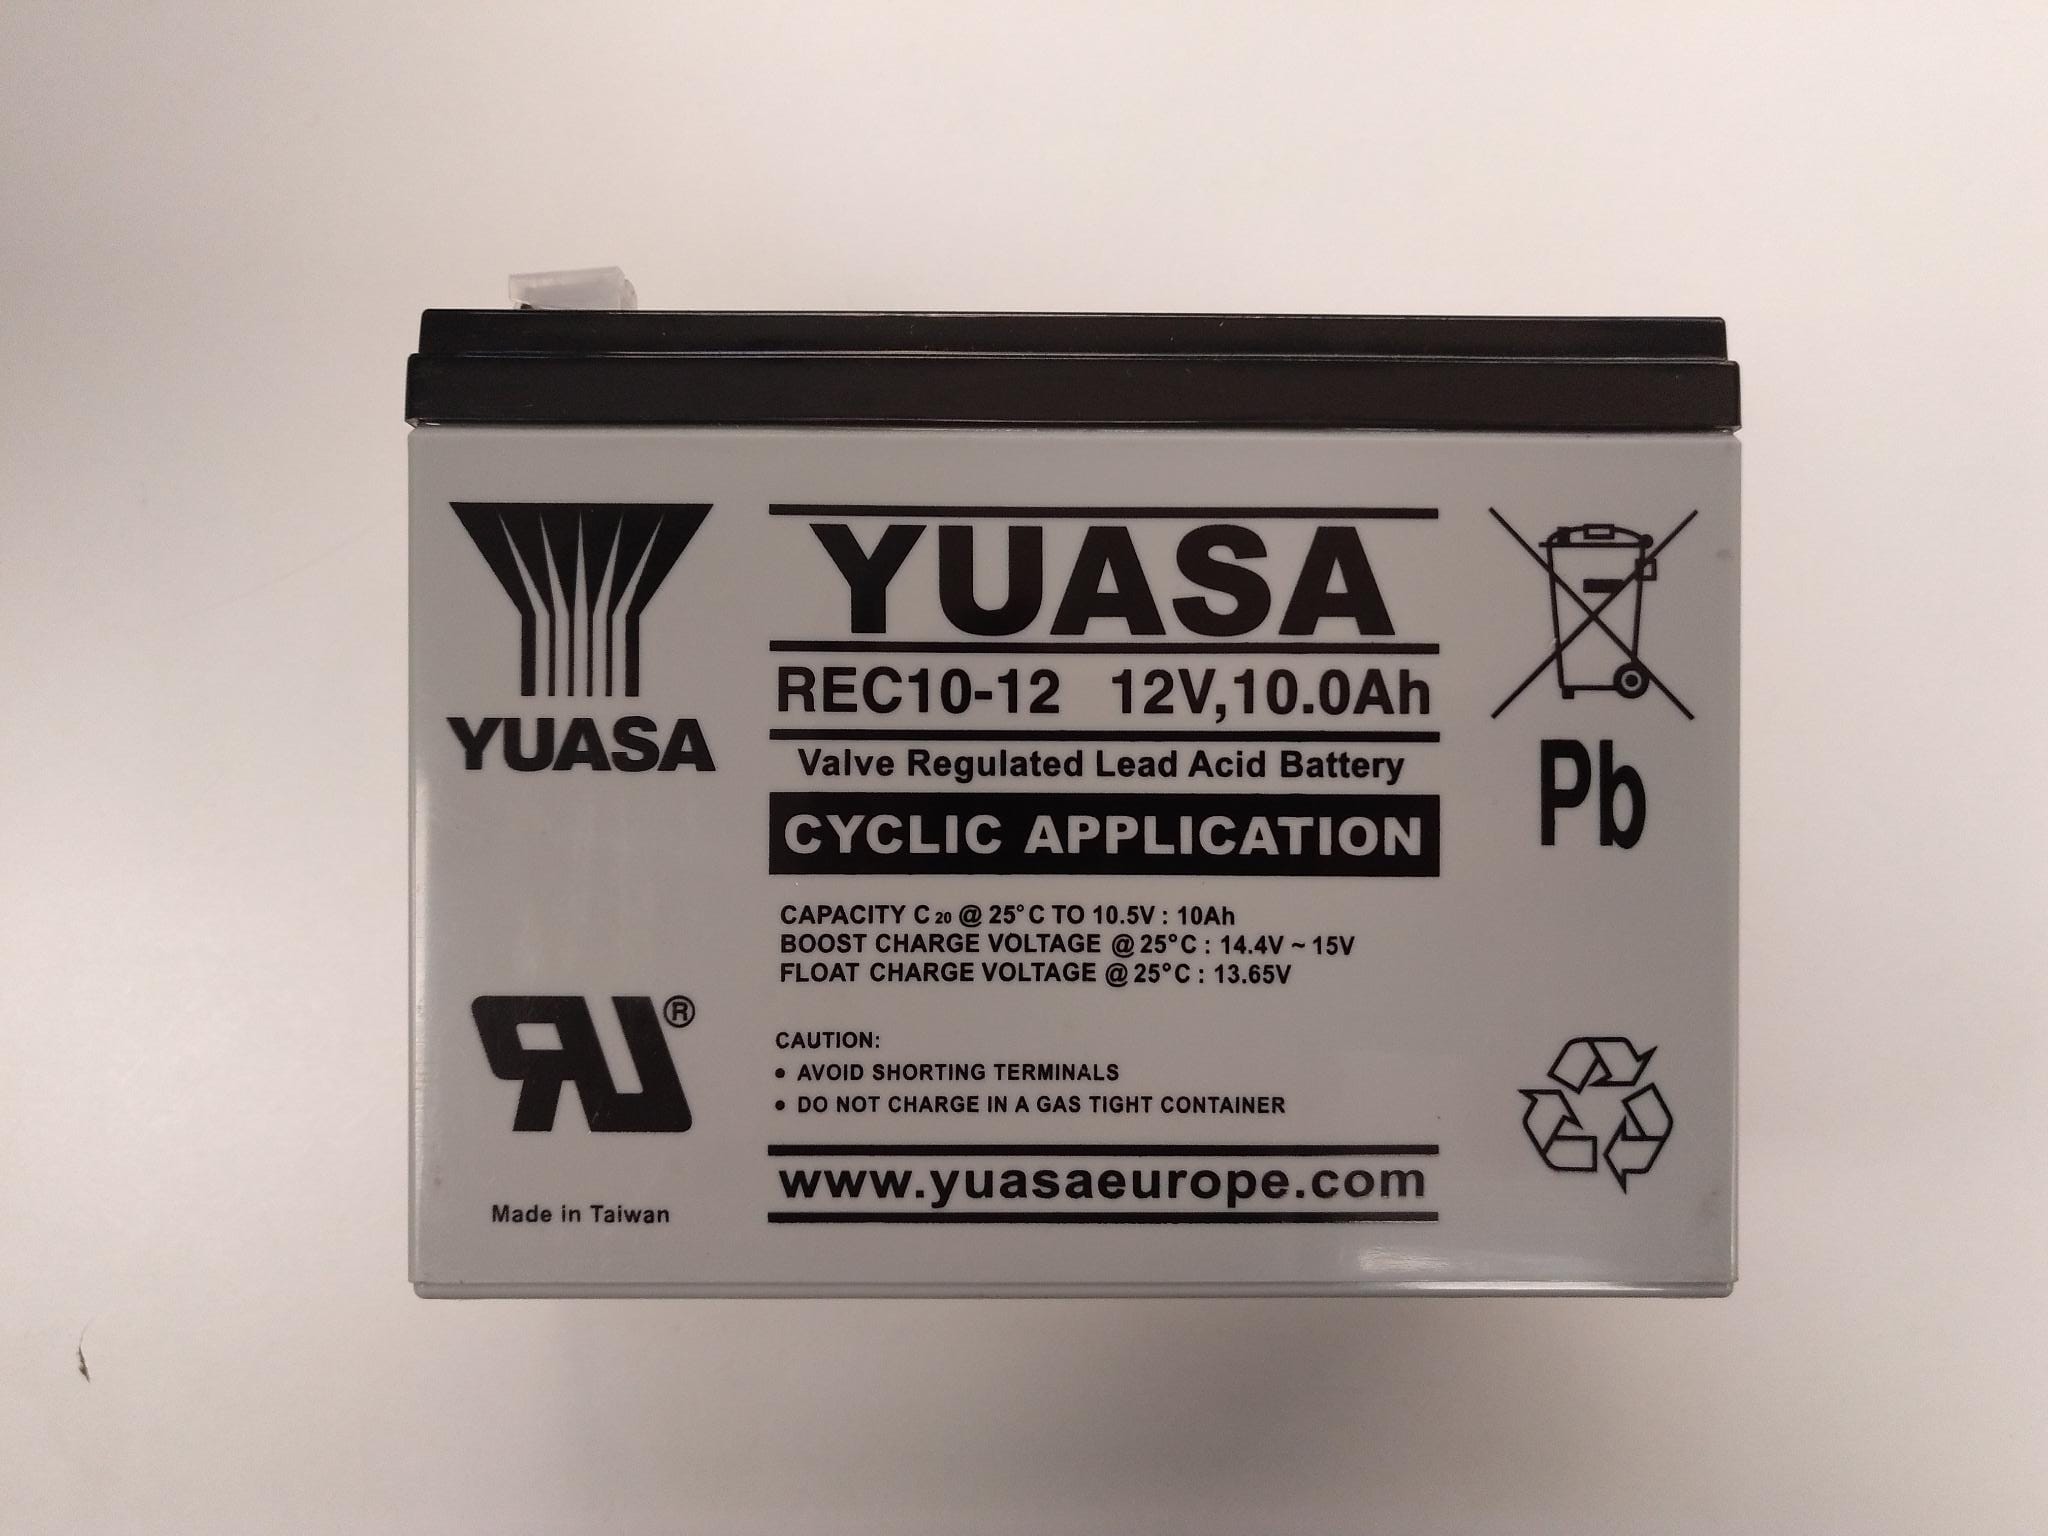 YUASA
YUASA
REC10-12 12V,10.0Ah
Valve Regulated Lead Acid Battery
CYCLIC APPLICATION
CAPACITY C20 @ 25°C TO 10.5V : 10Ah
BOOST CHARGE VOLTAGE @ 25°C : 14.4V ~ 15V
FLOAT CHARGE VOLTAGE @ 25°C : 13.65V
CAUTION:
• AVOID SHORTING TERMINALS
• DO NOT CHARGE IN A GAS TIGHT CONTAINER
www.yuasaeurope.com
RU®
Made in Taiwan
Pb